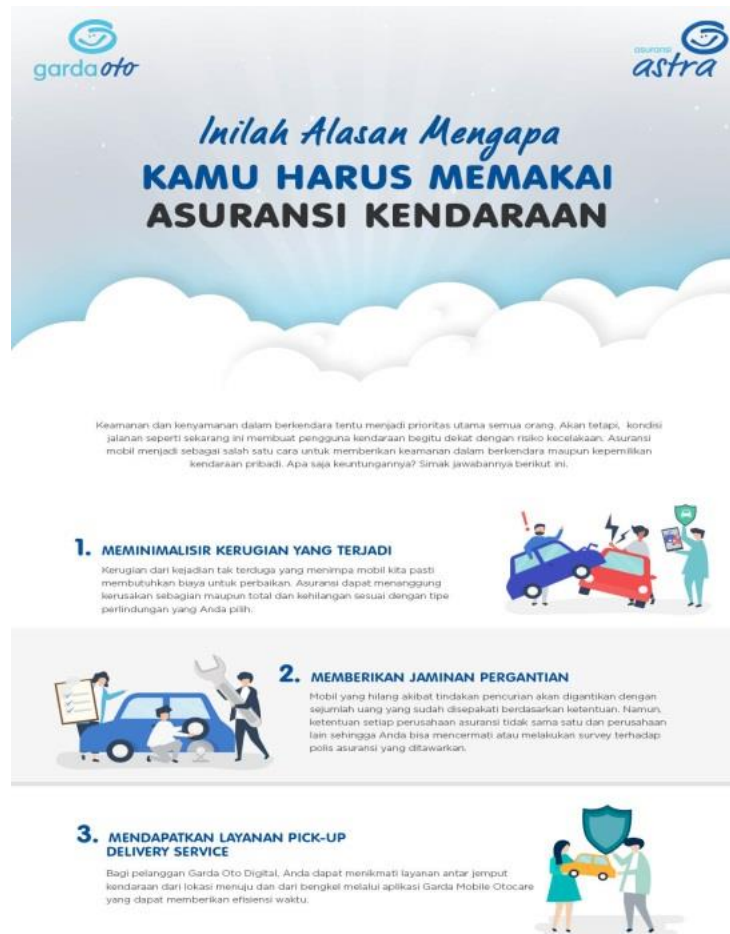 gardaoto
asuransi
astra
Inilah Alasan Mengapa
KAMU HARUS MEMAKAI
ASURANSI KENDARAAN
Keamanan dan kenyamanan dalam berkendara tentu menjadi prioritas utama semua orang. Akan tetapi, kondisi
jalanan seperti sekarang ini membuat pengguna kendaraan begitu dekat dengan risiko kecelakaan. Asuransi
mobil menjadi sebagai salah satu cara untuk memberikan keamanan dalam berkendara maupun kepemilikan
kendaraan pribadi. Apa saja keuntungannya? Simak jawabannya berikut ini.
1. MEMINIMALISIR KERUGIAN YANG TERJADI
Kerugian dari kejadian tak terduga yang menimpa mobil kita pasti
membutuhkan biaya untuk perbaikan. Asuransi dapat menanggung
kerusakan sebagian maupun total dan kehilangan sesuai dengan tipe
perlindungan yang Anda pilih.
2. MEMBERIKAN JAMINAN PERGANTIAN
Mobil yang hilang akibat tindakan pencurian akan digantikan dengan
sejumlah uang yang sudah disepakati berdasarkan ketentuan. Namun,
ketentuan setiap perusahaan asuransi tidak sama satu dan perusahaan
lain sehingga Anda bisa mencermati atau melakukan survey terhadap
polis asuransi yang ditawarkan.
3. MENDAPATKAN LAYANAN PICK-UP
DELIVERY SERVICE
Bagi pelanggan Garda Oto Digital, Anda dapat menikmati layanan antar jemput
kendaraan dari lokasi menuju dan dari bengkel melalui aplikasi Garda Mobile Otocare
yang dapat memberikan efisiensi waktu.